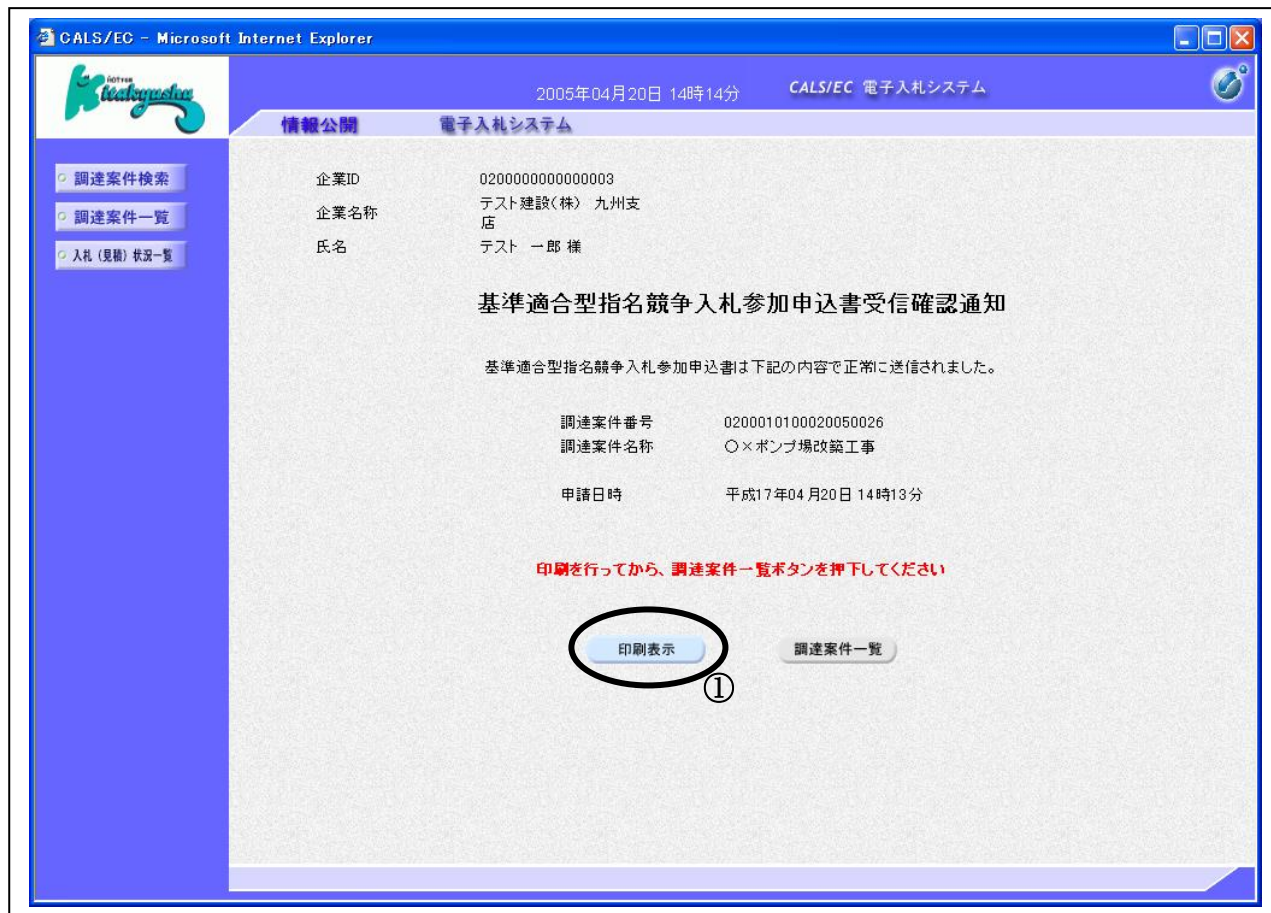 CALS/EC - Microsoft Internet Explorer
HOTTER
Kitakyushu
2005年04月20日 14時14分
CALS/EC 電子入札システム
情報公開
電子入札システム
調達案件検索
調達案件一覧
入札(見積)状況一覧
企業ID 0200000000000003
企業名称 テスト建設(株) 九州支
店
氏名 テスト 一郎 様
基準適合型指名競争入札参加申込書受信確認通知
基準適合型指名競争入札参加申込書は下記の内容で正常に送信されました。
調達案件番号 0200010100020050026
調達案件名称 ○×ポンプ場改築工事
申請日時 平成17年04月20日 14時13分
印刷を行ってから、調達案件一覧ボタンを押下してください
印刷表示
調達案件一覧
①